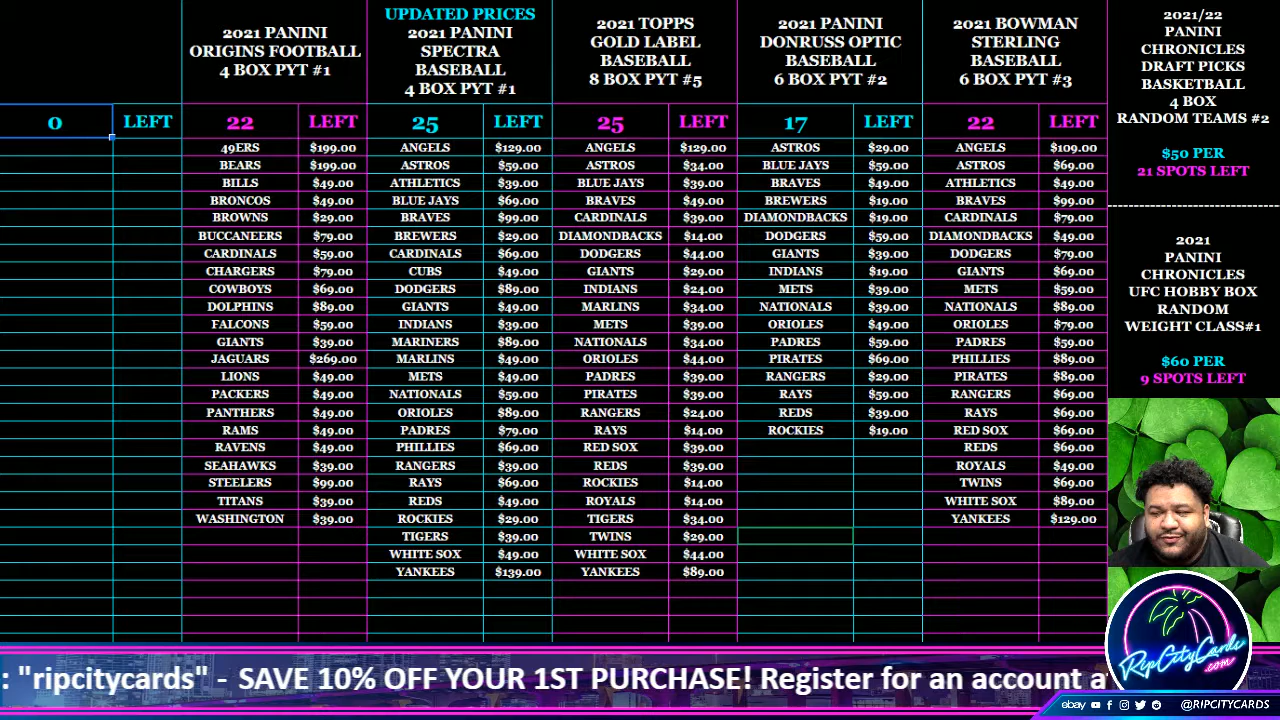 0 LEFT
2021 PANINI
ORIGINS FOOTBALL
4 BOX PYT #1
22 LEFT
49ERS $199.00
BEARS $199.00
BILLS $49.00
BRONCOS $49.00
BROWNS $29.00
BUCCANEERS $79.00
CARDINALS $59.00
CHARGERS $79.00
COWBOYS $69.00
DOLPHINS $89.00
FALCONS $59.00
GIANTS $39.00
JAGUARS $269.00
LIONS $49.00
PACKERS $49.00
PANTHERS $49.00
RAMS $49.00
RAVENS $49.00
SEAHAWKS $39.00
STEELERS $99.00
TITANS $39.00
WASHINGTON $39.00
UPDATED PRICES
2021 PANINI
SPECTRA
BASEBALL
4 BOX PYT #1
25 LEFT
ANGELS $129.00
ASTROS $59.00
ATHLETICS $39.00
BLUE JAYS $69.00
BRAVES $99.00
BREWERS $29.00
CARDINALS $69.00
CUBS $49.00
DODGERS $89.00
GIANTS $49.00
INDIANS $39.00
MARINERS $89.00
MARLINS $49.00
METS $49.00
NATIONALS $59.00
ORIOLES $89.00
PADRES $79.00
PHILLIES $69.00
RANGERS $39.00
RAYS $69.00
REDS $49.00
ROCKIES $29.00
TIGERS $39.00
WHITE SOX $49.00
YANKEES $139.00
2021 TOPPS
GOLD LABEL
BASEBALL
8 BOX PYT #5
25 LEFT
ANGELS $129.00
ASTROS $34.00
BLUE JAYS $39.00
BRAVES $49.00
CARDINALS $39.00
DIAMONDBACKS $14.00
DODGERS $44.00
GIANTS $29.00
INDIANS $24.00
MARLINS $34.00
METS $39.00
NATIONALS $34.00
ORIOLES $44.00
PADRES $39.00
PIRATES $39.00
RANGERS $24.00
RAYS $14.00
RED SOX $39.00
REDS $39.00
ROCKIES $14.00
ROYALS $14.00
TIGERS $34.00
TWINS $29.00
WHITE SOX $44.00
YANKEES $89.00
2021 PANINI
DONRUSS OPTIC
BASEBALL
6 BOX PYT #2
17 LEFT
ASTROS $29.00
BLUE JAYS $59.00
BRAVES $49.00
BREWERS $19.00
DIAMONDBACKS $19.00
DODGERS $59.00
GIANTS $39.00
INDIANS $19.00
METS $39.00
NATIONALS $39.00
ORIOLES $49.00
PADRES $59.00
PIRATES $69.00
RANGERS $29.00
RAYS $59.00
REDS $39.00
ROCKIES $19.00
2021 BOWMAN
STERLING
BASEBALL
6 BOX PYT #3
22 LEFT
ANGELS $109.00
ASTROS $69.00
ATHLETICS $49.00
BRAVES $99.00
CARDINALS $79.00
DIAMONDBACKS $49.00
DODGERS $79.00
GIANTS $69.00
METS $59.00
NATIONALS $89.00
ORIOLES $79.00
PADRES $59.00
PHILLIES $89.00
PIRATES $89.00
RANGERS $69.00
RAYS $69.00
RED SOX $69.00
REDS $69.00
ROYALS $49.00
TWINS $69.00
WHITE SOX $89.00
YANKEES $129.00
2021/22
PANINI
CHRONICLES
DRAFT PICKS
BASKETBALL
4 BOX
RANDOM TEAMS #2
$50 PER
21 SPOTS LEFT
2021
PANINI
CHRONICLES
UFC HOBBY BOX
RANDOM
WEIGHT CLASS#1
$60 PER
9 SPOTS LEFT
RipCityCards
.com
: "ripcitycards" - SAVE 10% OFF YOUR 1ST PURCHASE! Register for an account a
ebay @RIPCITYCARDS